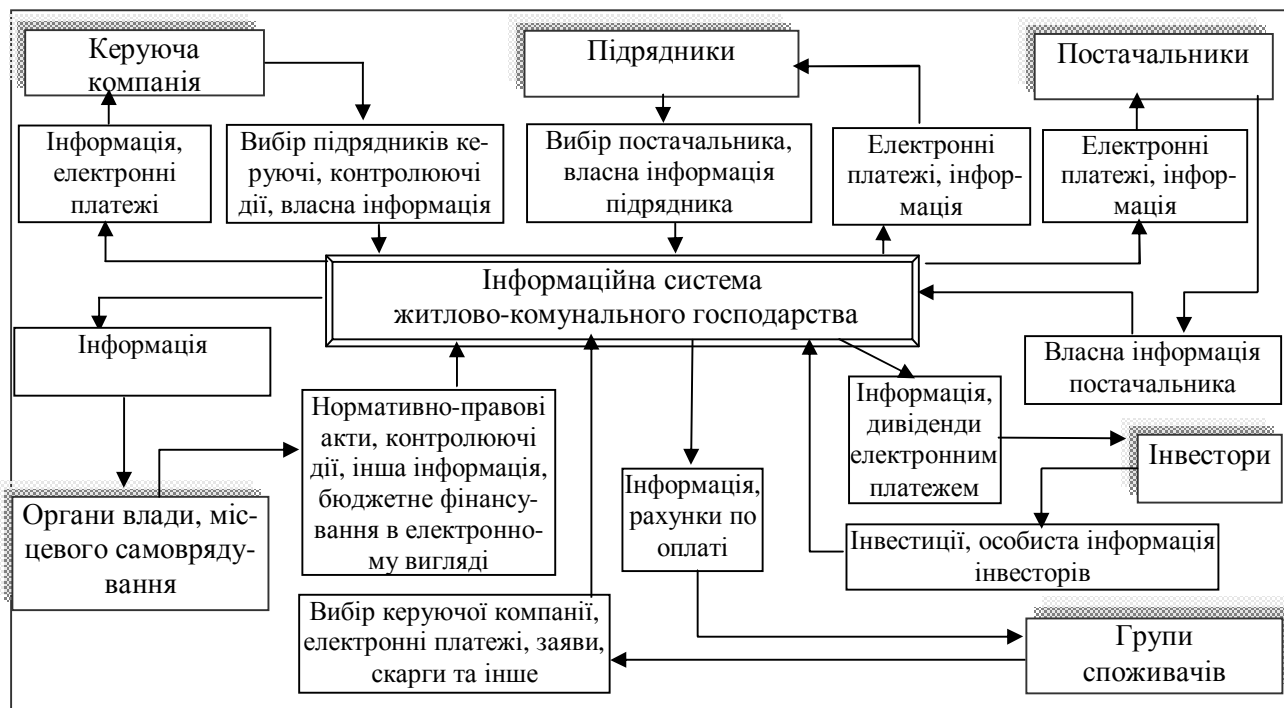 Керуюча
компанія
Підрядники
Постачальники
Інформація,
електронні
платежі
Вибір підрядників ке-
руючі, контролюючі
дії, власна інформація
Вибір постачальника,
власна інформація
підрядника
Електронні
платежі, інфор-
мація
Електронні
платежі, інфор-
мація
Інформаційна система
житлово-комунального господарства
Інформація
Власна інформація
постачальника
Нормативно-правові
акти, контролюючі
дії, інша інформація,
бюджетне фінансу-
вання в електронно-
му вигляді
Інформація,
рахунки по
оплаті
Інформація,
дивіденди
електронним
платежем
Інвестори
Органи влади, міс-
цевого самовряду-
вання
Інвестиції, особиста інформація
інвесторів
Вибір керуючої компанії,
електронні платежі, заяви,
скарги та інше
Групи
споживачів